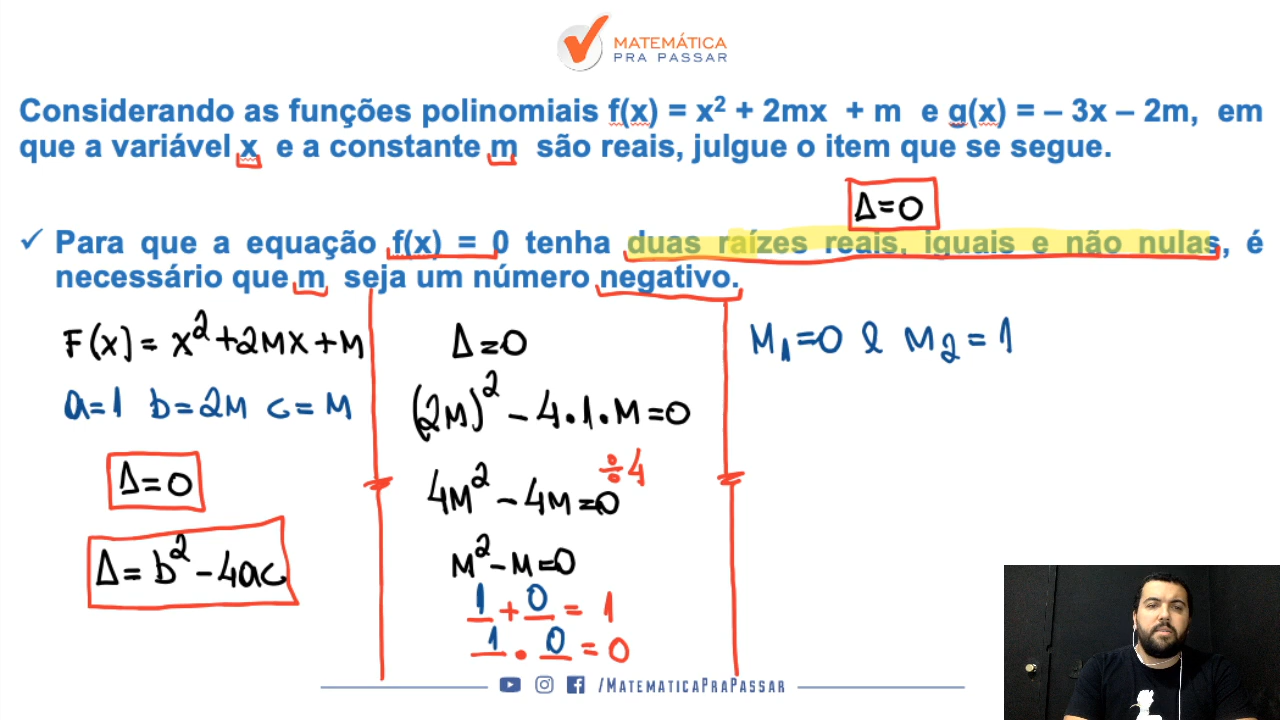 MATEMÁTICA
PRA PASSAR
Considerando as funções polinomiais f(x) = x² + 2mx + m e g(x) = – 3x – 2m, em
que a variável x e a constante m são reais, julgue o item que se segue.
Δ=0
✓ Para que a equação f(x) = 0 tenha duas raízes reais, iguais e não nulas, é
necessário que m seja um número negativo.
F(x) = x²+2Mx+M
a=1 b=2M c=M
Δ=0
Δ= b²-4ac
Δ=0
(2M)² - 4.1.M=0
÷4
4M² - 4M=0
M² - M=0
1 + 0 = 1
1 . 0 = 0
M₁=0 e M₂=1
/MatematicaPraPassar